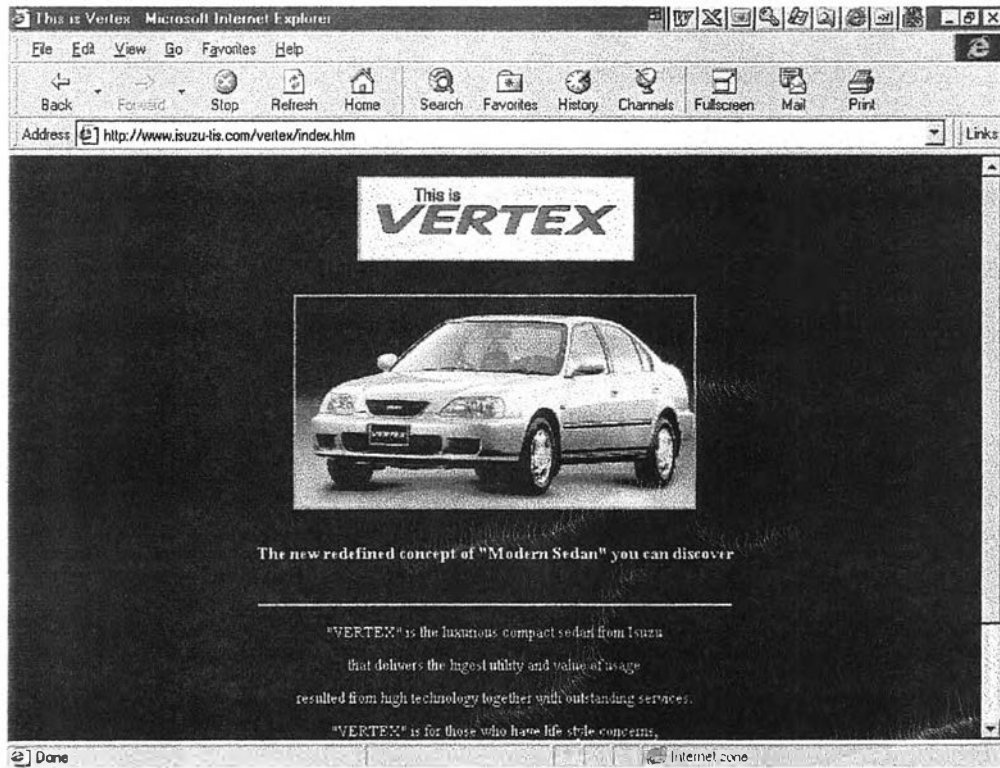 This is Vertex - Microsoft Internet Explorer
File Edit View Go Favorites Help
Back Forward Stop Refresh Home Search Favorites History Channels Fullscreen Mail Print
Address http://www.isuzu-tis.com/vertex/index.htm Links
This is
VERTEX
VERTEX
The new redefined concept of "Modern Sedan" you can discover
"VERTEX" is the luxurious compact sedan from Isuzu
that delivers the higest utility and value of usage
resulted from high technology together with outstanding services.
"VERTEX" is for those who have life style concerns,
Done Internet zone